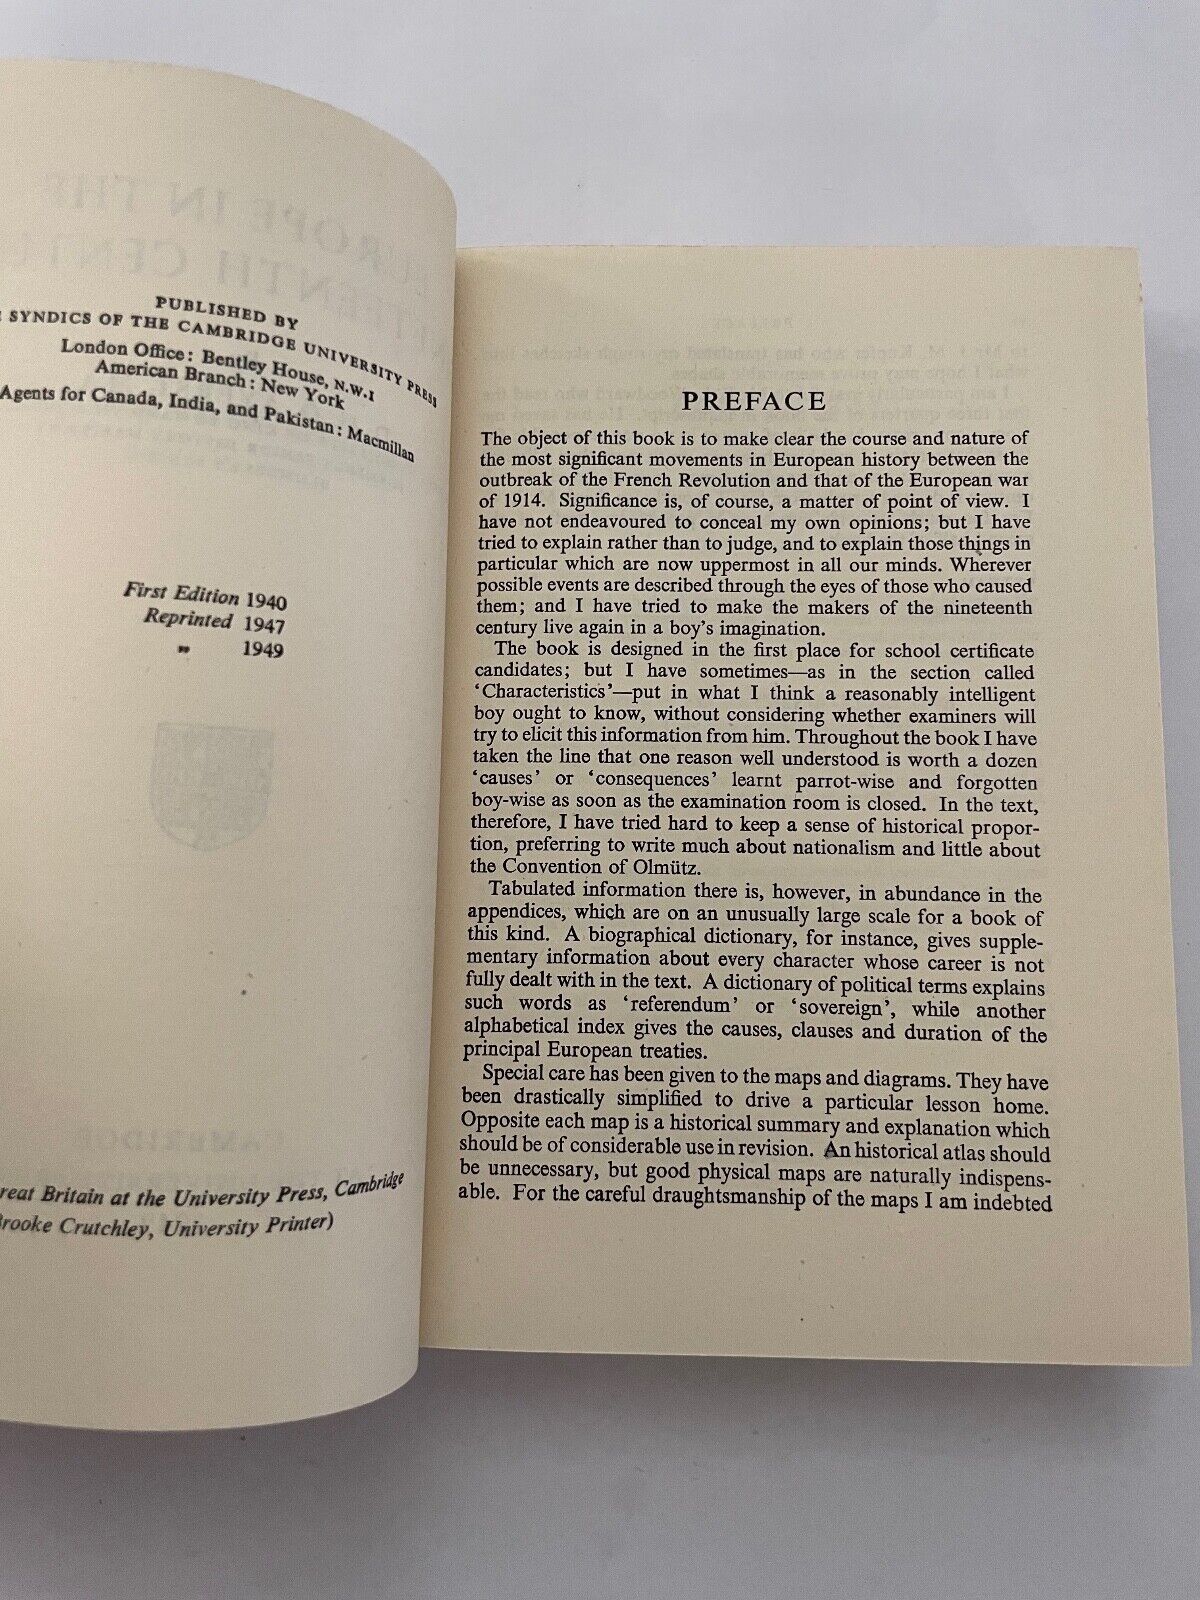 PUBLISHED BY
SYNDICS OF THE CAMBRIDGE UNIVERSITY PRESS
London Office: Bentley House, N.W.I
American Branch: New York
Agents for Canada, India, and Pakistan: Macmillan
First Edition 1940
Reprinted 1947
" 1949
Great Britain at the University Press, Cambridge
Brooke Crutchley, University Printer)
PREFACE
The object of this book is to make clear the course and nature of
the most significant movements in European history between the
outbreak of the French Revolution and that of the European war
of 1914. Significance is, of course, a matter of point of view. I
have not endeavoured to conceal my own opinions; but I have
tried to explain rather than to judge, and to explain those things in
particular which are now uppermost in all our minds. Wherever
possible events are described through the eyes of those who caused
them; and I have tried to make the makers of the nineteenth
century live again in a boy's imagination.
The book is designed in the first place for school certificate
candidates; but I have sometimes—as in the section called
'Characteristics'—put in what I think a reasonably intelligent
boy ought to know, without considering whether examiners will
try to elicit this information from him. Throughout the book I have
taken the line that one reason well understood is worth a dozen
'causes' or 'consequences' learnt parrot-wise and forgotten
boy-wise as soon as the examination room is closed. In the text,
therefore, I have tried hard to keep a sense of historical propor-
tion, preferring to write much about nationalism and little about
the Convention of Olmütz.
Tabulated information there is, however, in abundance in the
appendices, which are on an unusually large scale for a book of
this kind. A biographical dictionary, for instance, gives supple-
mentary information about every character whose career is not
fully dealt with in the text. A dictionary of political terms explains
such words as 'referendum' or 'sovereign', while another
alphabetical index gives the causes, clauses and duration of the
principal European treaties.
Special care has been given to the maps and diagrams. They have
been drastically simplified to drive a particular lesson home.
Opposite each map is a historical summary and explanation which
should be of considerable use in revision. An historical atlas should
be unnecessary, but good physical maps are naturally indispens-
able. For the careful draughtsmanship of the maps I am indebted